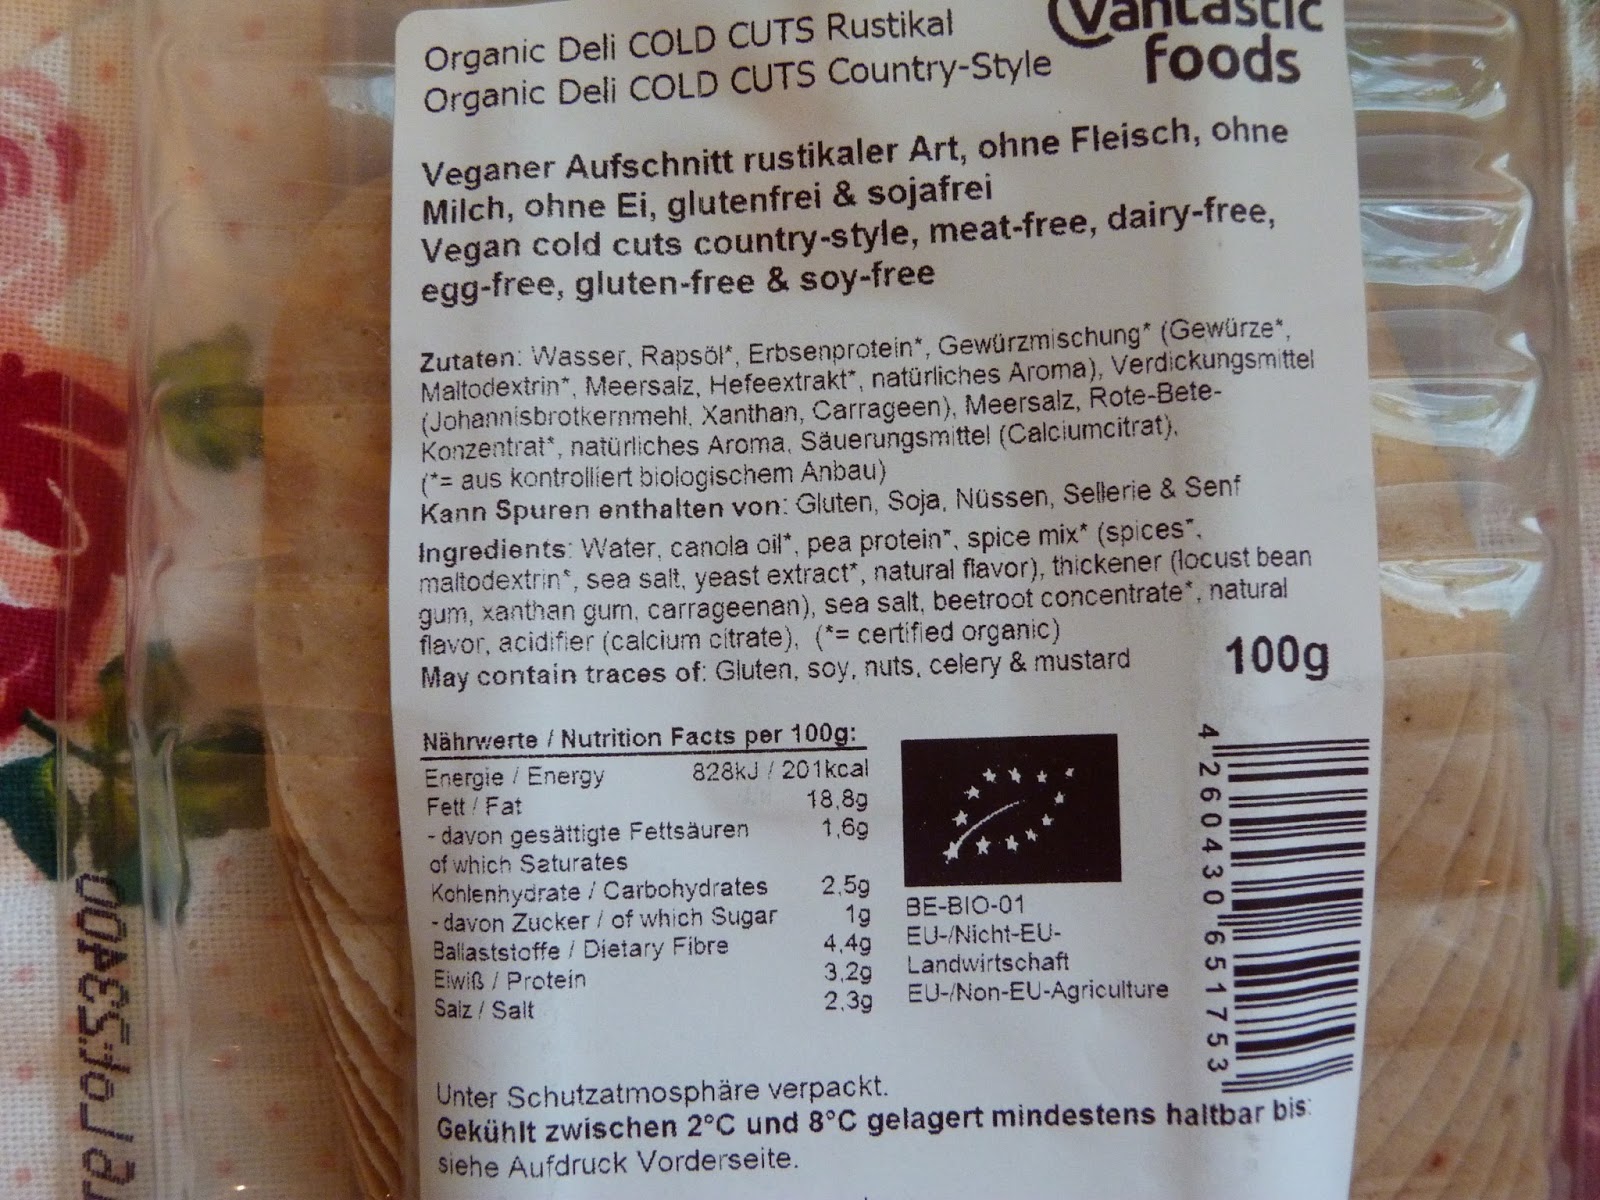 Organic Deli COLD CUTS Rustikal
Organic Deli COLD CUTS Country-Style
Vantastic
foods
Veganer Aufschnitt rustikaler Art, ohne Fleisch, ohne
Milch, ohne Ei, glutenfrei & sojafrei
Vegan cold cuts country-style, meat-free, dairy-free,
egg-free, gluten-free & soy-free
Zutaten: Wasser, Rapsöl*, Erbsenprotein*, Gewürzmischung* (Gewürze*,
Maltodextrin*, Meersalz, Hefeextrakt*, natürliches Aroma), Verdickungsmittel
(Johannisbrotkernmehl, Xanthan, Carrageen), Meersalz, Rote-Bete-
Konzentrat*, natürliches Aroma, Säuerungsmittel (Calciumcitrat),
(*= aus kontrolliert biologischem Anbau)
Kann Spuren enthalten von: Gluten, Soja, Nüssen, Sellerie & Senf
Ingredients: Water, canola oil*, pea protein*, spice mix* (spices*,
maltodextrin*, sea salt, yeast extract*, natural flavor), thickener (locust bean
gum, xanthan gum, carrageenan), sea salt, beetroot concentrate*, natural
flavor, acidifier (calcium citrate), (*= certified organic)
May contain traces of: Gluten, soy, nuts, celery & mustard
100g
Nährwerte / Nutrition Facts per 100g:
Energie / Energy 828kJ / 201kcal
Fett / Fat 18,8g
- davon gesättigte Fettsäuren 1,6g
of which Saturates
Kohlenhydrate / Carbohydrates 2,5g
- davon Zucker / of which Sugar 1g
Ballaststoffe / Dietary Fibre 4,4g
Eiwiß / Protein 3,2g
Salz / Salt 2,3g
BE-BIO-01
EU-/Nicht-EU-
Landwirtschaft
EU-/Non-EU-Agriculture
4 260430 651753
Unter Schutzatmosphäre verpackt.
Gekühlt zwischen 2°C und 8°C gelagert mindestens haltbar bis:
siehe Aufdruck Vorderseite.